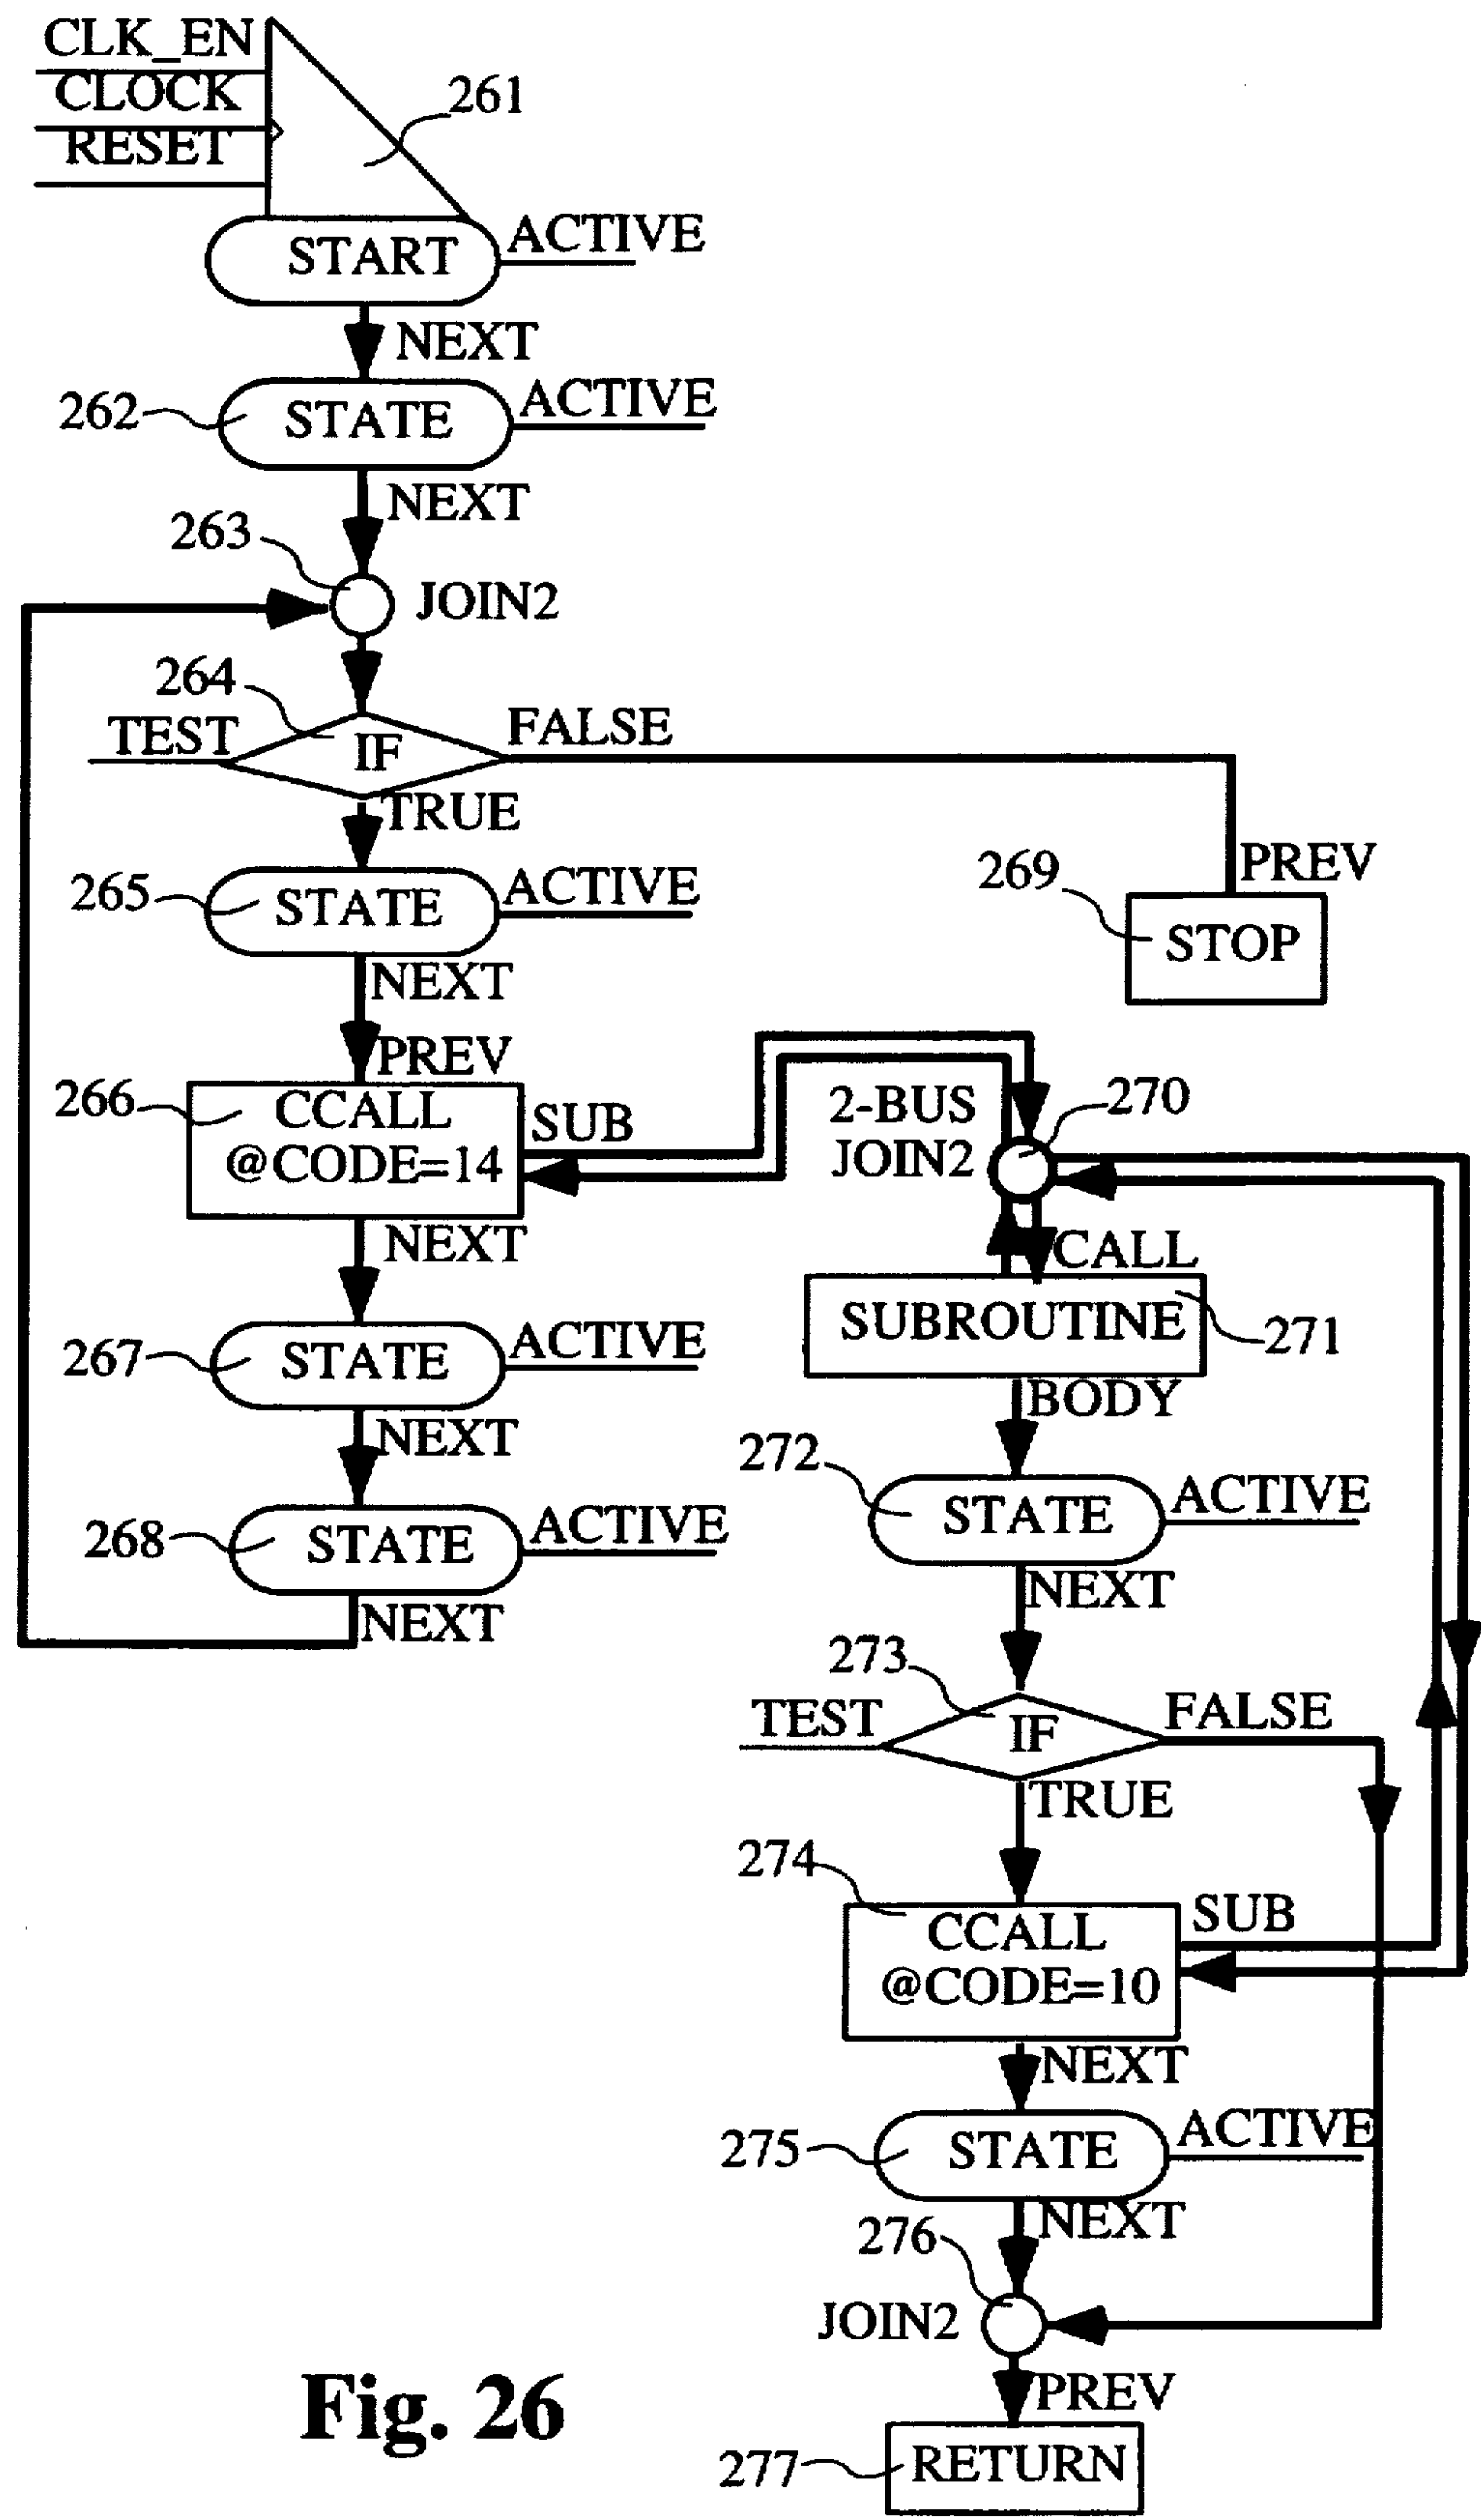 CLK_EN
CLOCK
RESET
261
START
ACTIVE
NEXT
262
STATE
ACTIVE
NEXT
263
JOIN2
264
TEST
IF
FALSE
TRUE
265
STATE
ACTIVE
NEXT
269
PREV
STOP
PREV
266
CCALL
@CODE=14
SUB
2-BUS
JOIN2
270
NEXT
CALL
SUBROUTINE
271
267
STATE
ACTIVE
NEXT
BODY
272
STATE
ACTIVE
268
STATE
ACTIVE
NEXT
NEXT
273
TEST
IF
FALSE
TRUE
274
CCALL
@CODE=10
SUB
NEXT
275
STATE
ACTIVE
NEXT
276
JOIN2
PREV
277
RETURN
Fig. 26